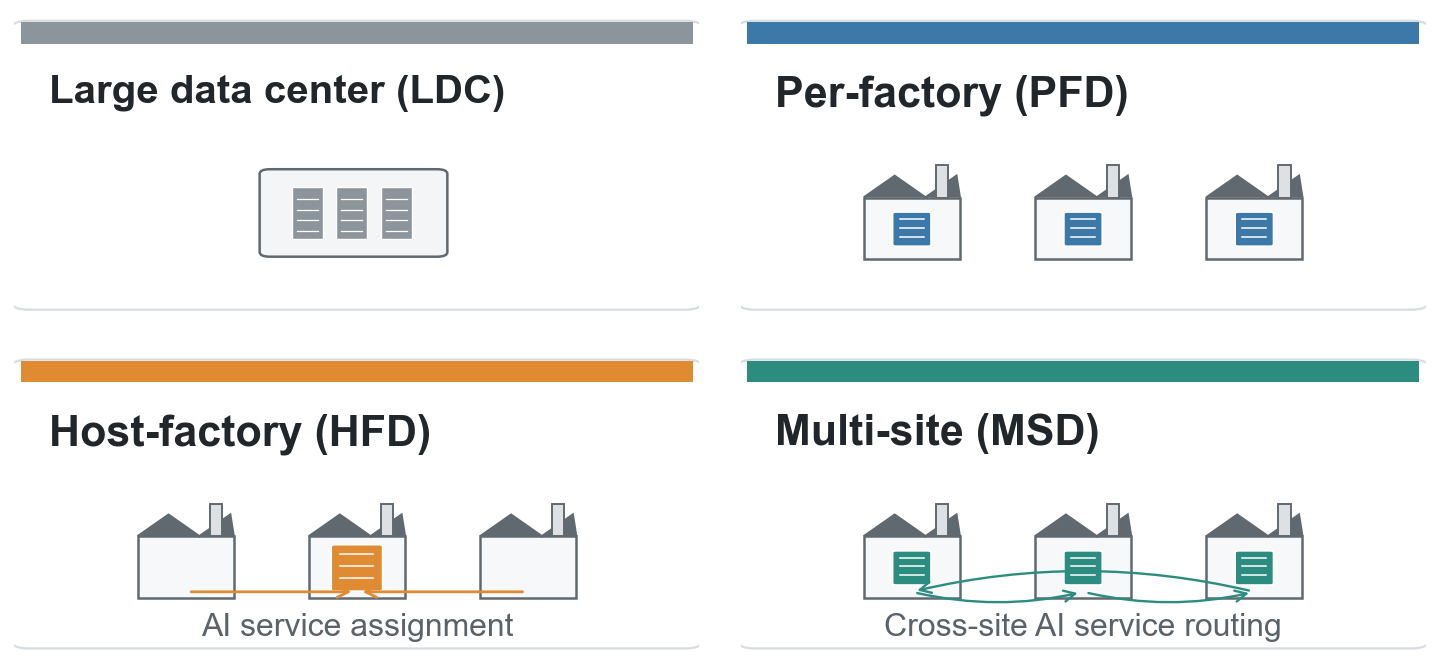 Large data center (LDC)
Per-factory (PFD)
Host-factory (HFD)
AI service assignment
Multi-site (MSD)
Cross-site AI service routing